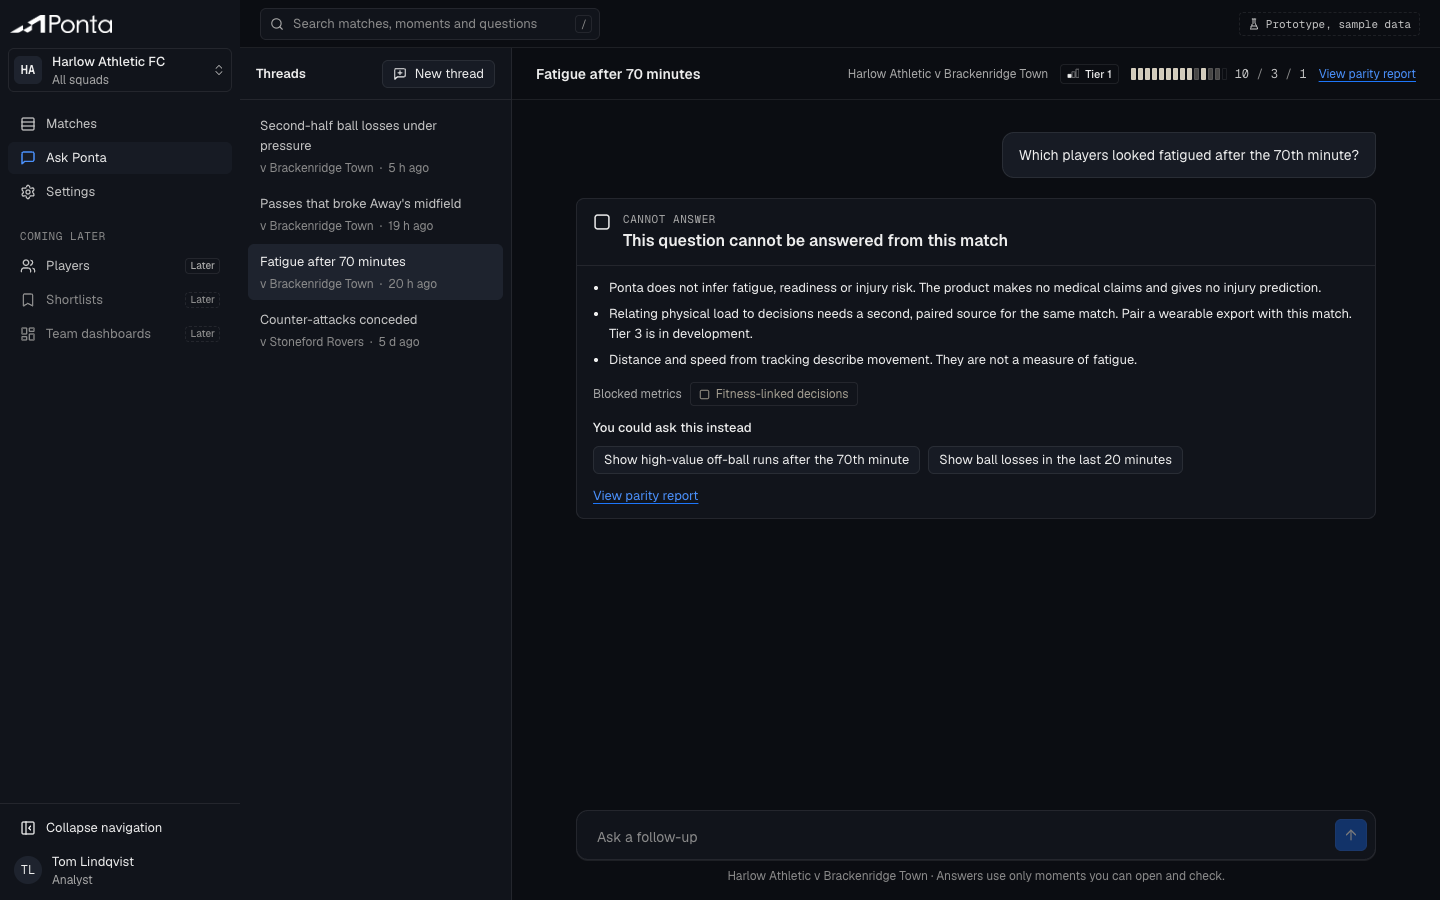 Ponta
HA
Harlow Athletic FC
All squads
Matches
Ask Ponta
Settings
COMING LATER
Players
Later
Shortlists
Later
Team dashboards
Later
Collapse navigation
TL
Tom Lindqvist
Analyst
Search matches, moments and questions
/
Prototype, sample data
Threads
New thread
Second-half ball losses under
pressure
v Brackenridge Town · 5 h ago
Passes that broke Away's midfield
v Brackenridge Town · 19 h ago
Fatigue after 70 minutes
v Brackenridge Town · 20 h ago
Counter-attacks conceded
v Stoneford Rovers · 5 d ago
Fatigue after 70 minutes
Harlow Athletic v Brackenridge Town
Tier 1
10 / 3 / 1
View parity report
Which players looked fatigued after the 70th minute?
CANNOT ANSWER
This question cannot be answered from this match
• Ponta does not infer fatigue, readiness or injury risk. The product makes no medical claims and gives no injury prediction.
• Relating physical load to decisions needs a second, paired source for the same match. Pair a wearable export with this match.
Tier 3 is in development.
• Distance and speed from tracking describe movement. They are not a measure of fatigue.
Blocked metrics
Fitness-linked decisions
You could ask this instead
Show high-value off-ball runs after the 70th minute
Show ball losses in the last 20 minutes
View parity report
Ask a follow-up
Harlow Athletic v Brackenridge Town · Answers use only moments you can open and check.